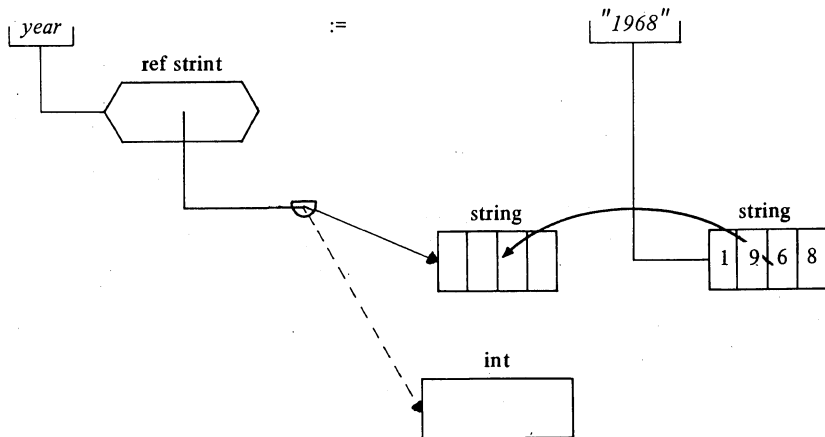 year := "1968"
ref strint
string string
1 9 6 8
int